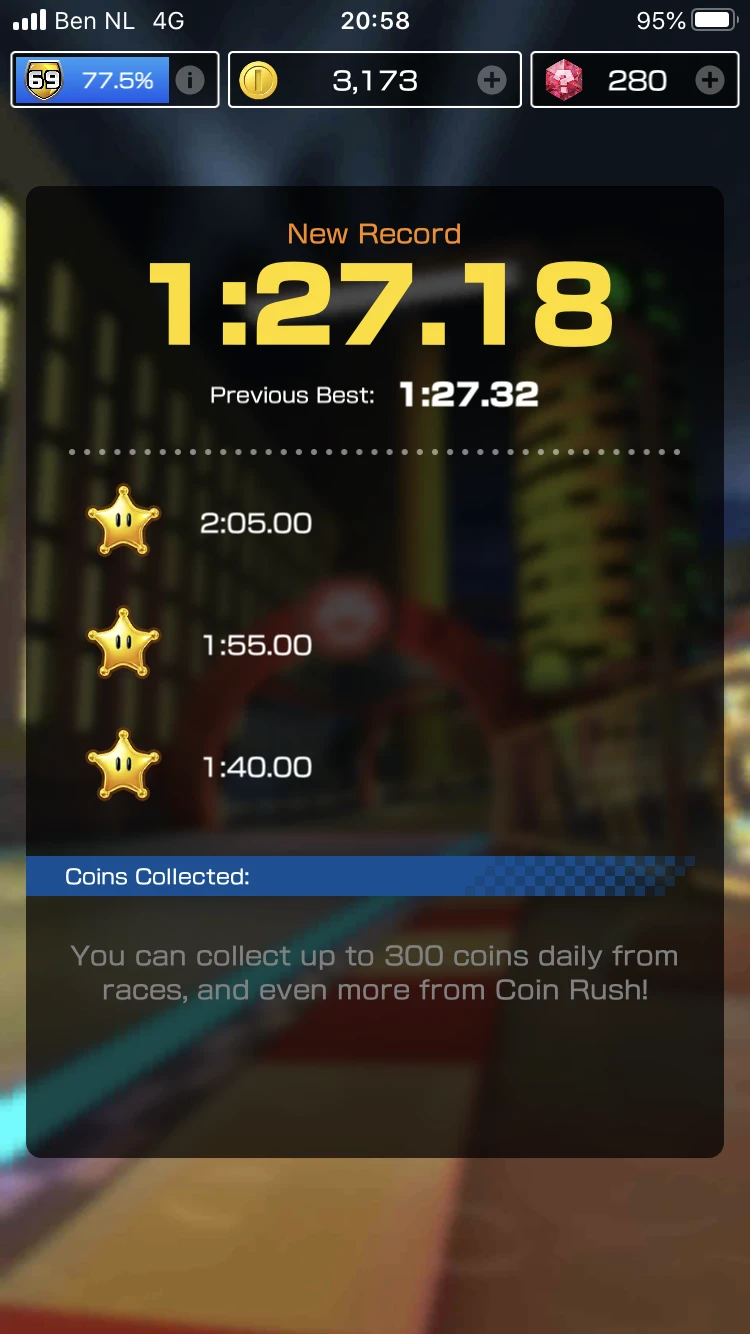 Ben NL 4G 20:58 95%
69 77.5% i 3,173 + ? 280 +
New Record
1:27.18
Previous Best: 1:27.32
2:05.00
1:55.00
1:40.00
Coins Collected:
You can collect up to 300 coins daily from
races, and even more from Coin Rush!